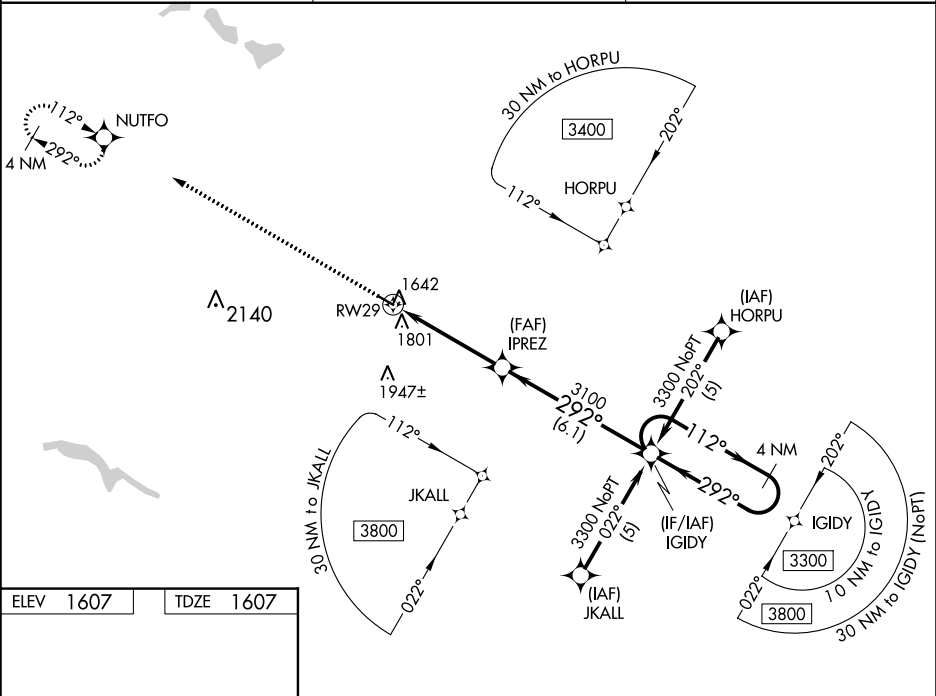 30 NM to HORPU
3400
202°
HORPU
112°
112°
NUTFO
292°
4 NM
1642
RW29
2140
1801
1947±
(FAF)
IPREZ
(IAF)
HORPU
3300 NoPT
202°
(5)
3100
292°
(6.1)
112°
4 NM
292°
(IF/IAF)
IGIDY
3300 NoPT
022°
(5)
(IAF)
JKALL
112°
JKALL
3800
30 NM to JKALL
022°
202°
IGIDY
3300
10 NM to IGIDY
022°
3800
30 NM to IGIDY (NoPT)
ELEV 1607
TDZE 1607